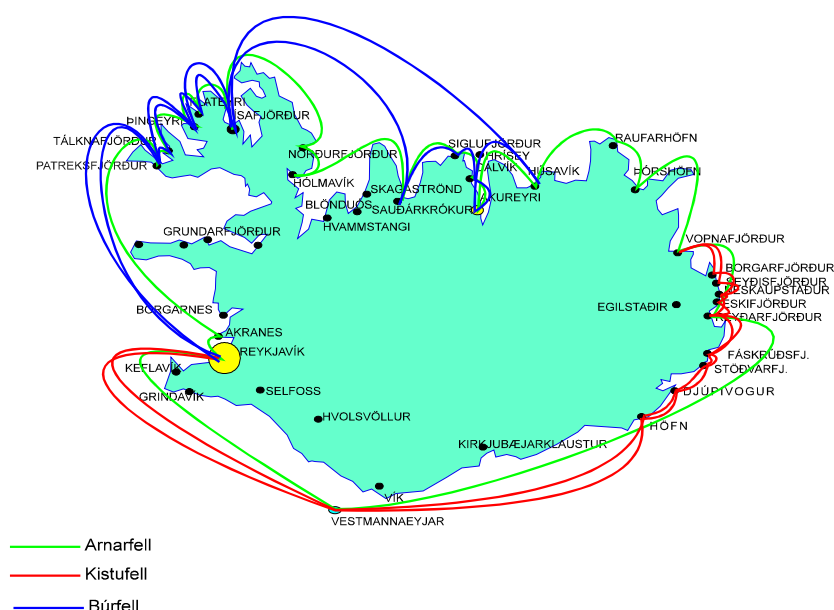 FLATEYRI
ÍSAFJÖRÐUR
ÞINGEYRI
TÁLKNAFJÖRÐUR
PATREKSFJÖRÐUR
NORÐURFJÖRÐUR
HÓLMAVÍK
SIGLUFJÖRÐUR
HRÍSEY
DALVÍK
HÚSAVÍK
RAUFARHÖFN
ÞÓRSHÖFN
SKAGASTRÖND
BLÖNDUÓS
SAUÐÁRKRÓKUR
AKUREYRI
HVAMMSTANGI
GRUNDARFJÖRÐUR
VOPNAFJÖRÐUR
BORGARFJÖRÐUR
SEYÐISFJÖRÐUR
NESKAUPSTAÐUR
ESKIFJÖRÐUR
REYÐARFJÖRÐUR
EGILSTAÐIR
BORGARNES
AKRANES
REYKJAVÍK
KEFLAVÍK
GRINDAVÍK
SELFOSS
HVOLSVÖLLUR
FÁSKRÚÐSFJ.
STÖÐVARFJ.
DJÚPIVOGUR
HÖFN
KIRKJUBÆJARKLAUSTUR
VÍK
VESTMANNAEYJAR
Arnarfell
Kistufell
Búrfell